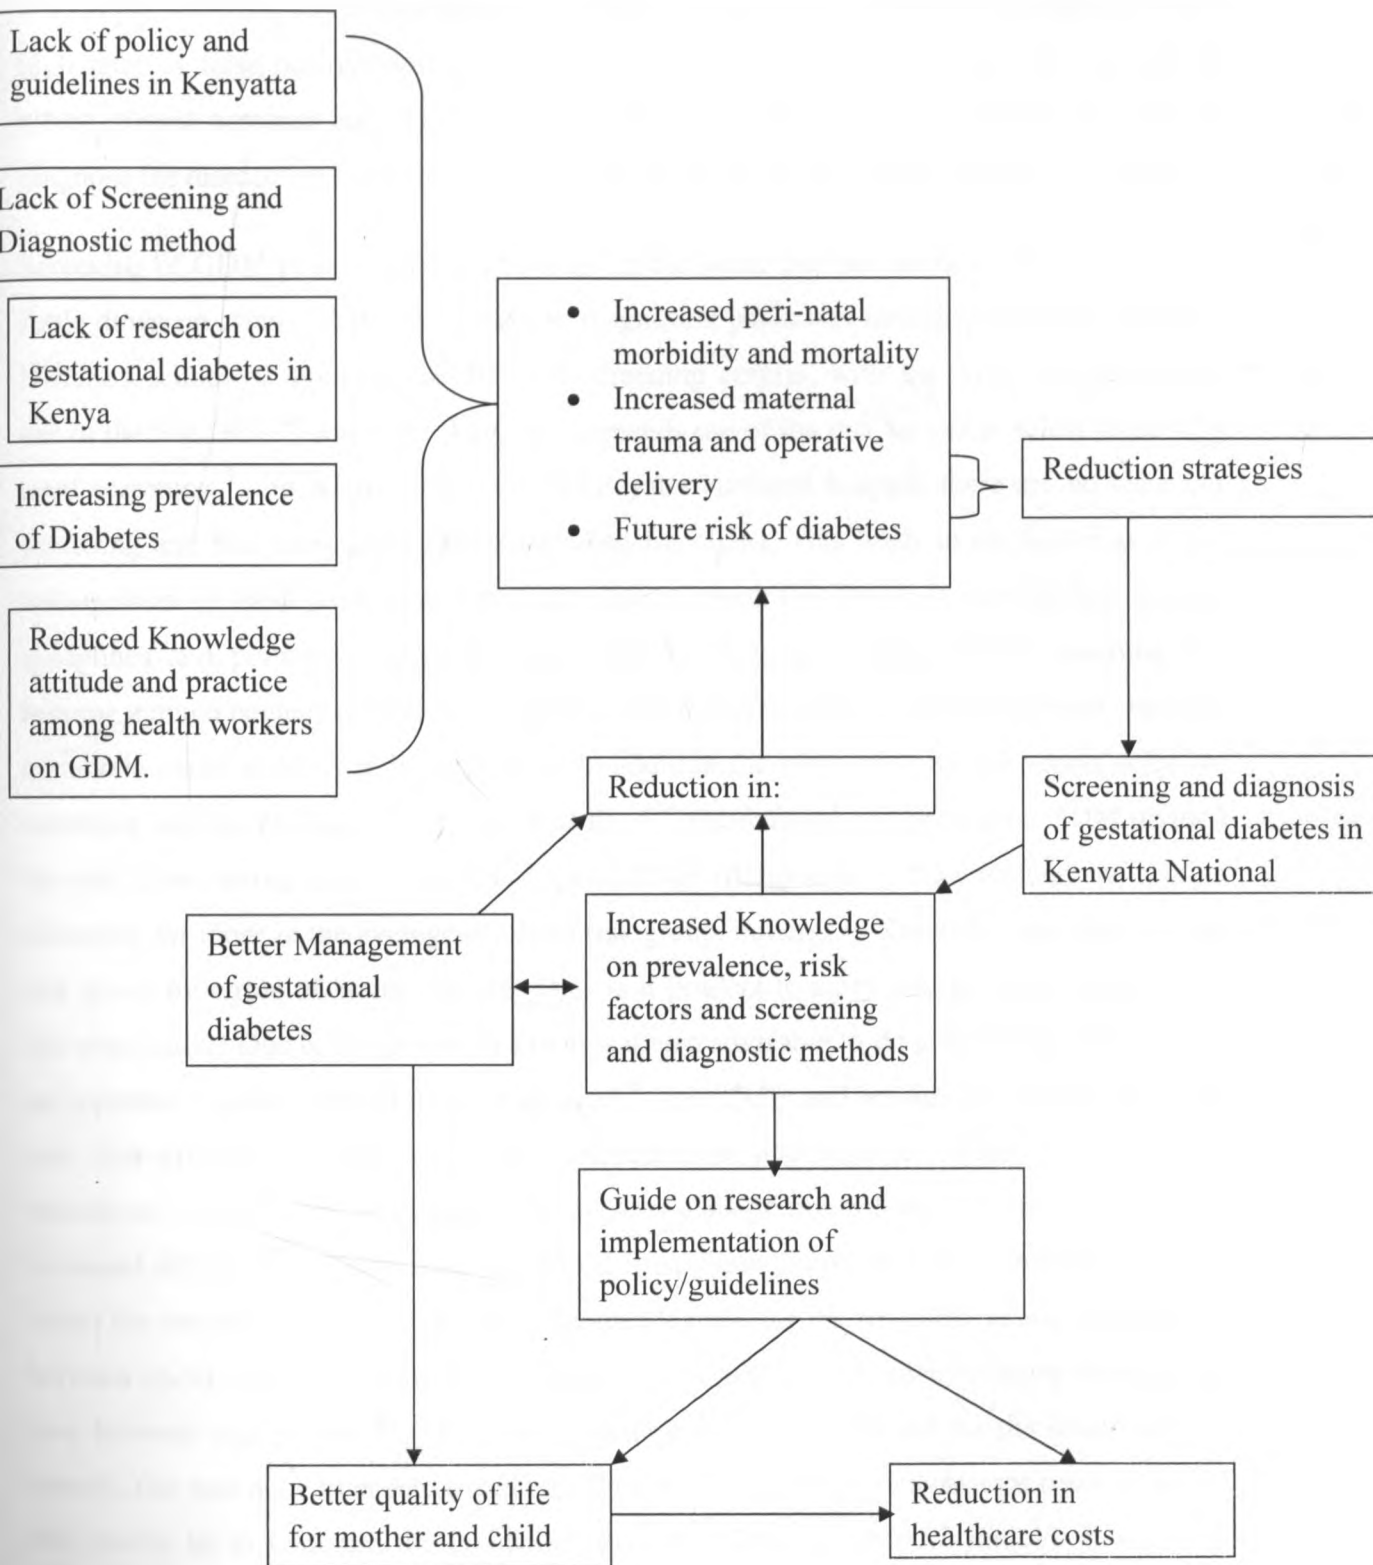 Lack of policy and
guidelines in Kenyatta
Lack of Screening and
Diagnostic method
Lack of research on
gestational diabetes in
Kenya
Increasing prevalence
of Diabetes
Reduced Knowledge
attitude and practice
among health workers
on GDM.
• Increased peri-natal
morbidity and mortality
• Increased maternal
trauma and operative
delivery
• Future risk of diabetes
Reduction strategies
Reduction in:
Screening and diagnosis
of gestational diabetes in
Kenvatta National
Better Management
of gestational
diabetes
Increased Knowledge
on prevalence, risk
factors and screening
and diagnostic methods
Guide on research and
implementation of
policy/guidelines
Better quality of life
for mother and child
Reduction in
healthcare costs